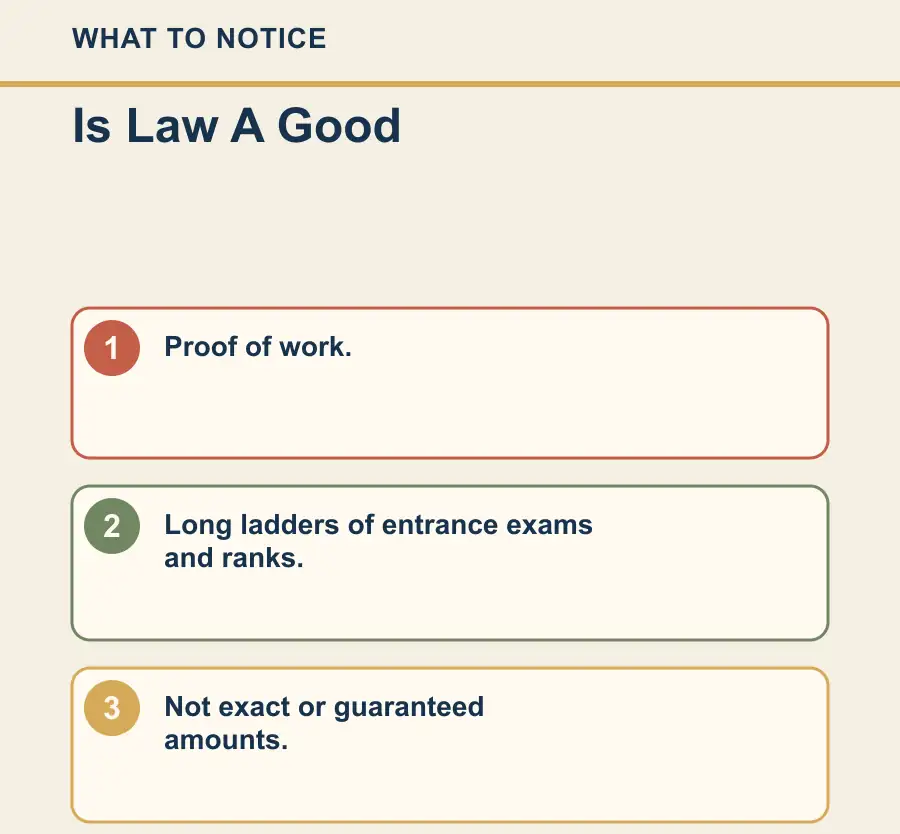 WHAT TO NOTICE
Is Law A Good
1
Proof of work.
2
Long ladders of entrance exams
and ranks.
3
Not exact or guaranteed
amounts.